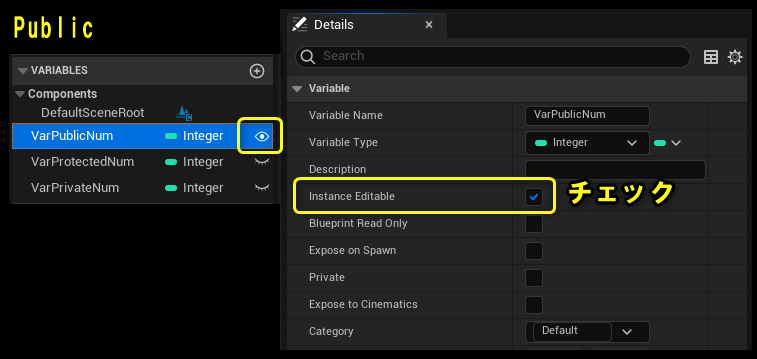 Public
VARIABLES
Components
DefaultSceneRoot
VarPublicNum Integer
VarProtectedNum Integer
VarPrivateNum Integer
Details
Search
Variable
Variable Name VarPublicNum
Variable Type Integer
Description
Instance Editable チェック
Blueprint Read Only
Expose on Spawn
Private
Expose to Cinematics
Category Default